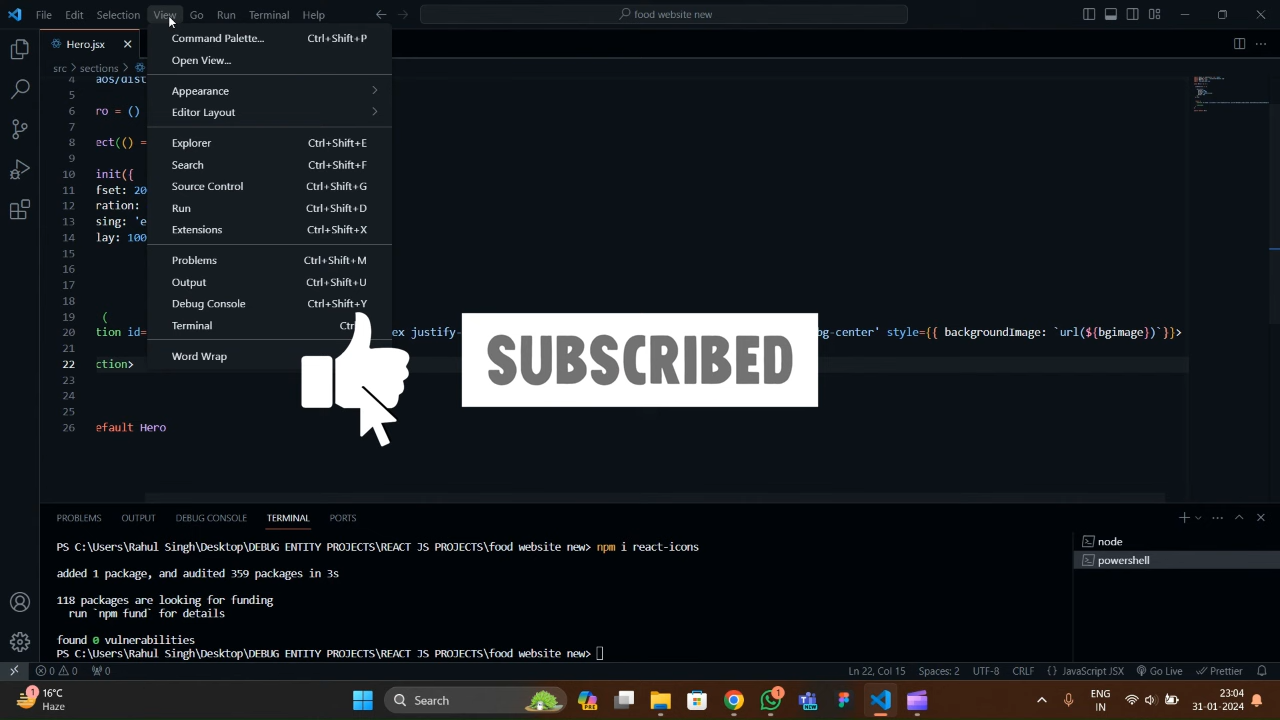 File Edit Selection View Go Run Terminal Help
food website new
Hero.jsx
src > sections >
Command Palette... Ctrl+Shift+P
Open View...
Appearance
Editor Layout
Explorer Ctrl+Shift+E
Search Ctrl+Shift+F
Source Control Ctrl+Shift+G
Run Ctrl+Shift+D
Extensions Ctrl+Shift+X
Problems Ctrl+Shift+M
Output Ctrl+Shift+U
Debug Console Ctrl+Shift+Y
Terminal Ctr
Word Wrap
4 aos/dist
5
6 ro = ()
7
8 ect(() =
9
10 init({
11 fset: 20
12 ration:
13 sing: 'e
14 lay: 100
15
16
17
18
19 (
20 tion id= ex justify- og-center' style={{ backgroundImage: `url(${bgimage})`}}>
21
22 ction>
23
24
25
26 efault Hero
SUBSCRIBED
PROBLEMS OUTPUT DEBUG CONSOLE TERMINAL PORTS
PS C:\Users\Rahul Singh\Desktop\DEBUG ENTITY PROJECTS\REACT JS PROJECTS\food website new> npm i react-icons
added 1 package, and audited 359 packages in 3s
118 packages are looking for funding
run `npm fund` for details
found 0 vulnerabilities
PS C:\Users\Rahul Singh\Desktop\DEBUG ENTITY PROJECTS\REACT JS PROJECTS\food website new>
node
powershell
0 0 0
Ln 22, Col 15 Spaces: 2 UTF-8 CRLF { } JavaScript JSX Go Live Prettier
1
16°C
Haze
Search
PRE
1
NEW
ENG
IN
23:04
31-01-2024